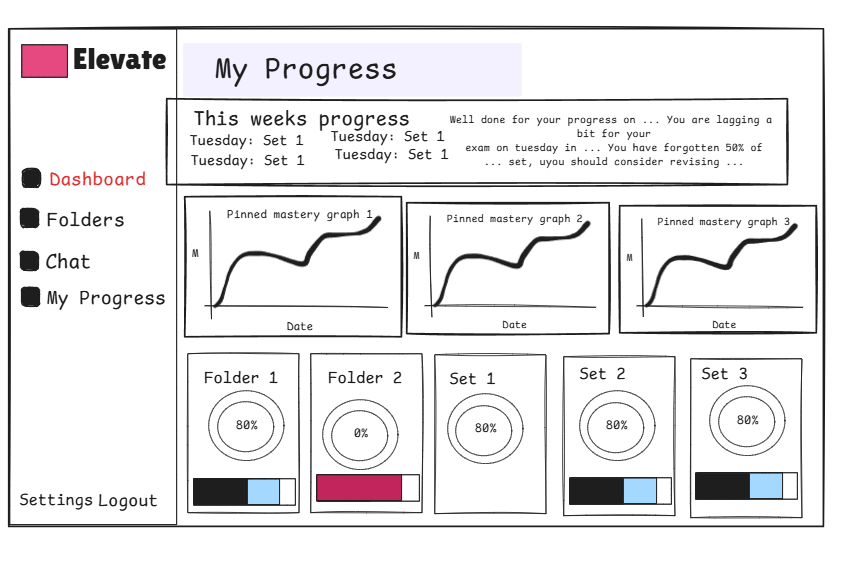 Elevate
My Progress
This weeks progress
Tuesday: Set 1
Tuesday: Set 1
Tuesday: Set 1
Tuesday: Set 1
Well done for your progress on ... You are lagging a
bit for your
exam on tuesday in ... You have forgotten 50% of
... set, uyou should consider revising ...
Dashboard
Folders
Chat
My Progress
Settings
Logout
Pinned mastery graph 1
M
Date
Pinned mastery graph 2
M
Date
Pinned mastery graph 3
M
Date
Folder 1
80%
Folder 2
0%
Set 1
80%
Set 2
80%
Set 3
80%